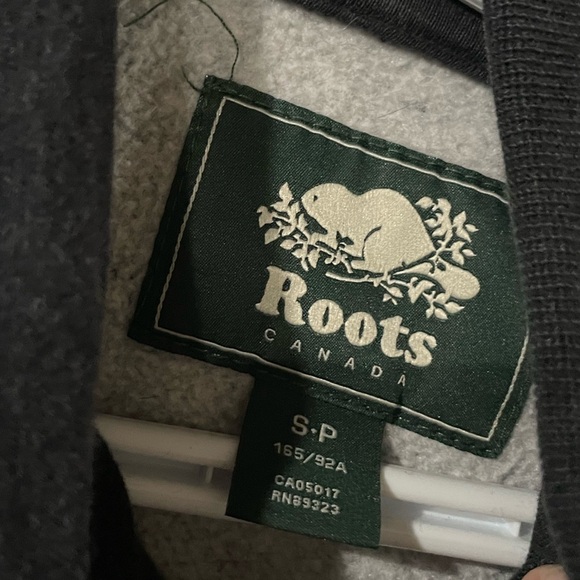 Roots
CANADA
S·P
165/92A
CA05017
RN89323